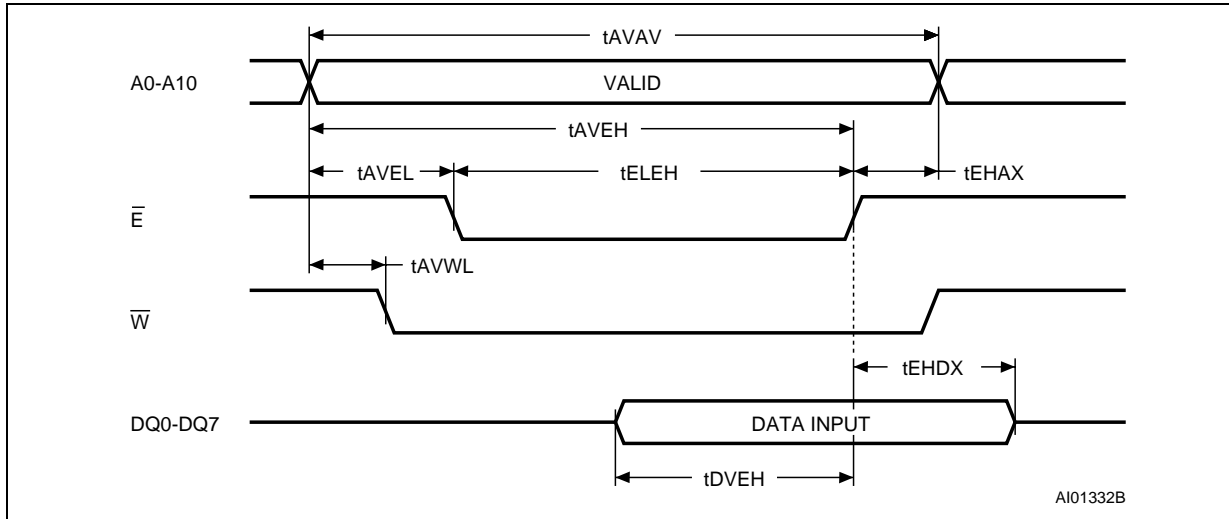 tAVAV
A0-A10
VALID
tAVEH
tAVEL
tELEH
tEHAX
E
tAVWL
W
tEHDX
DQ0-DQ7
DATA INPUT
tDVEH
AI01332B